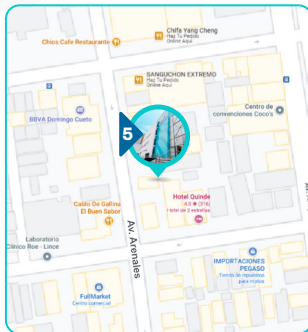 Chifa Yang Cheng
Haz Tu Pedido
Online Aquí
Chios Cafe Restaurante
SANGUCHON EXTREMO
Haz Tu Pedido
Online Aquí
BBVA Domingo Cueto
Centro de
convenciones Coco's
5
Hotel Quinde
4.0 (316)
Hotel de 3 estrellas
Caldo De Gallina
El Buen Sabor
Av. Arenales
Laboratorio
Clínico Roe - Lince
IMPORTACIONES
PEGASO
Tienda de repuestos
para motos
FullMarket
Centro comercial